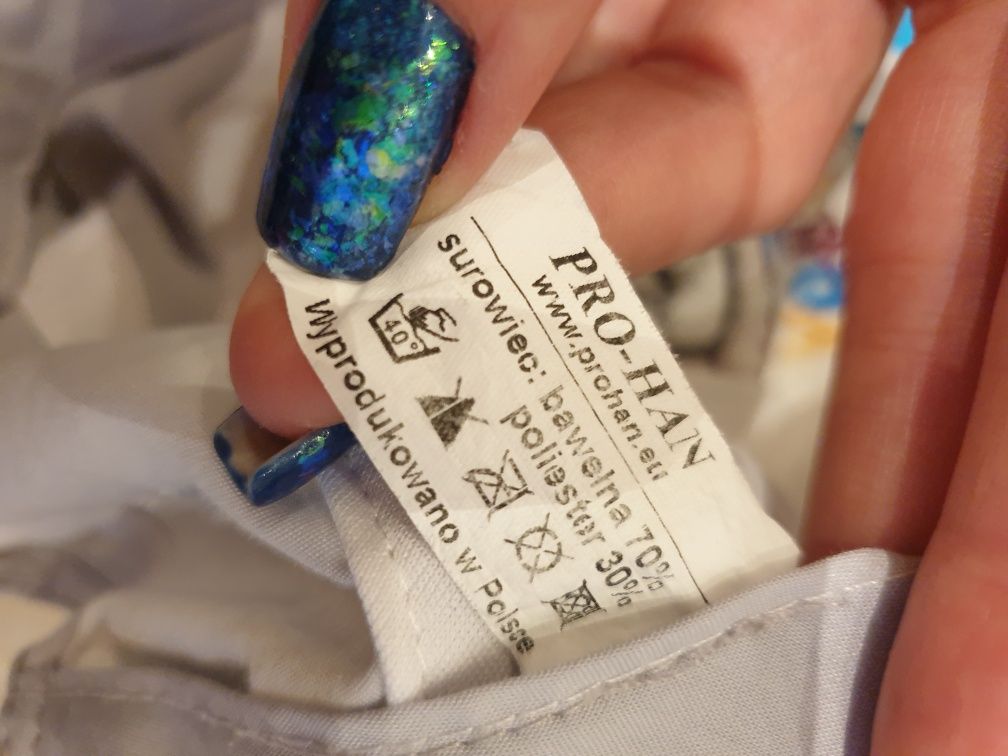 PRO-HAN
www.prohan.eu
surowiec: bawełna 70%
poliester 30%
40°
Wyprodukowano w Polsce